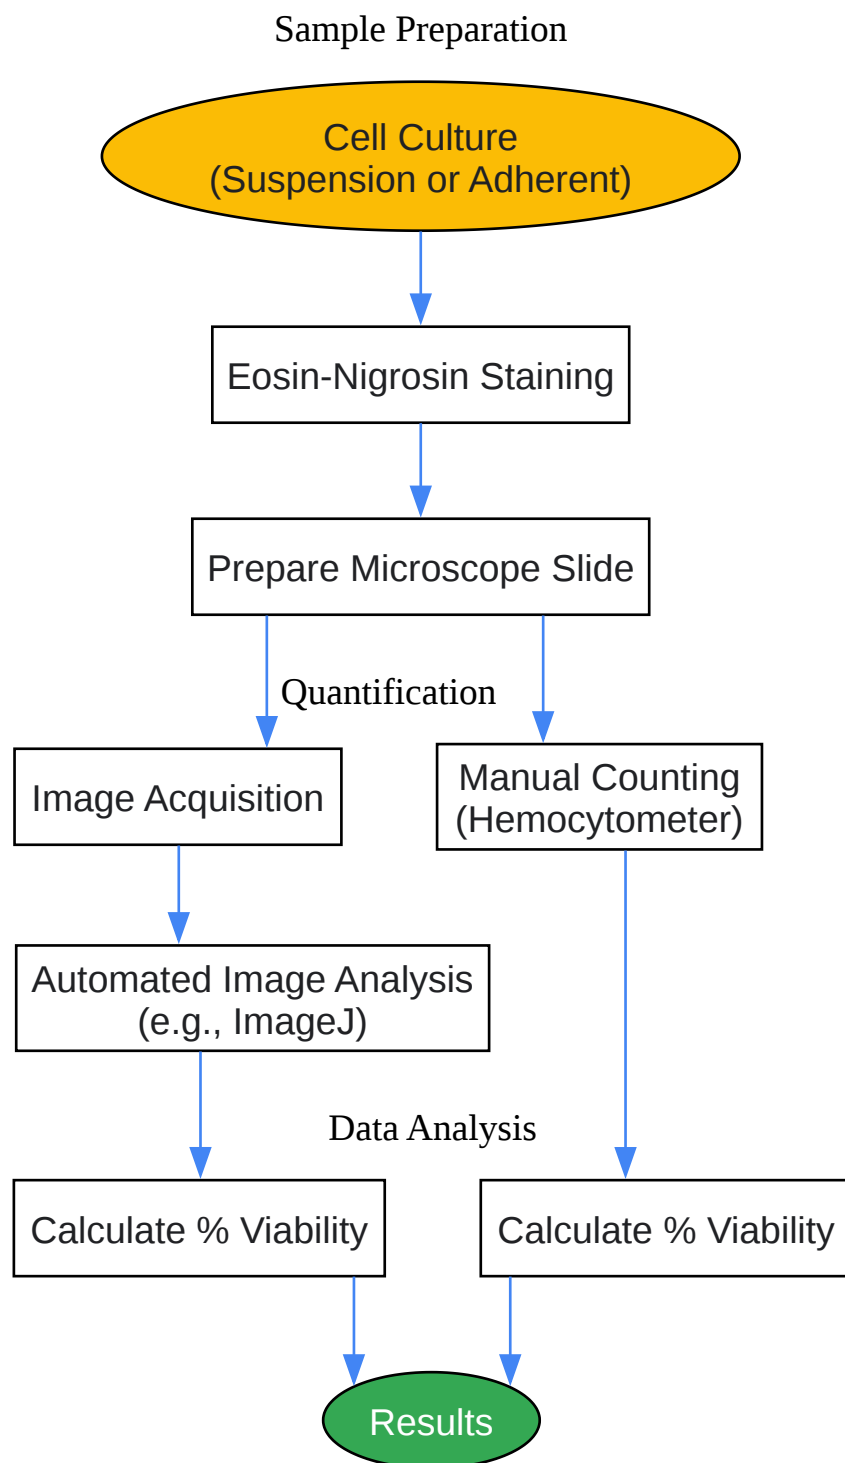 Sample Preparation
Cell Culture
(Suspension or Adherent)
Eosin-Nigrosin Staining
Prepare Microscope Slide
Quantification
Image Acquisition
Manual Counting
(Hemocytometer)
Automated Image Analysis
(e.g., ImageJ)
Data Analysis
Calculate % Viability
Calculate % Viability
Results